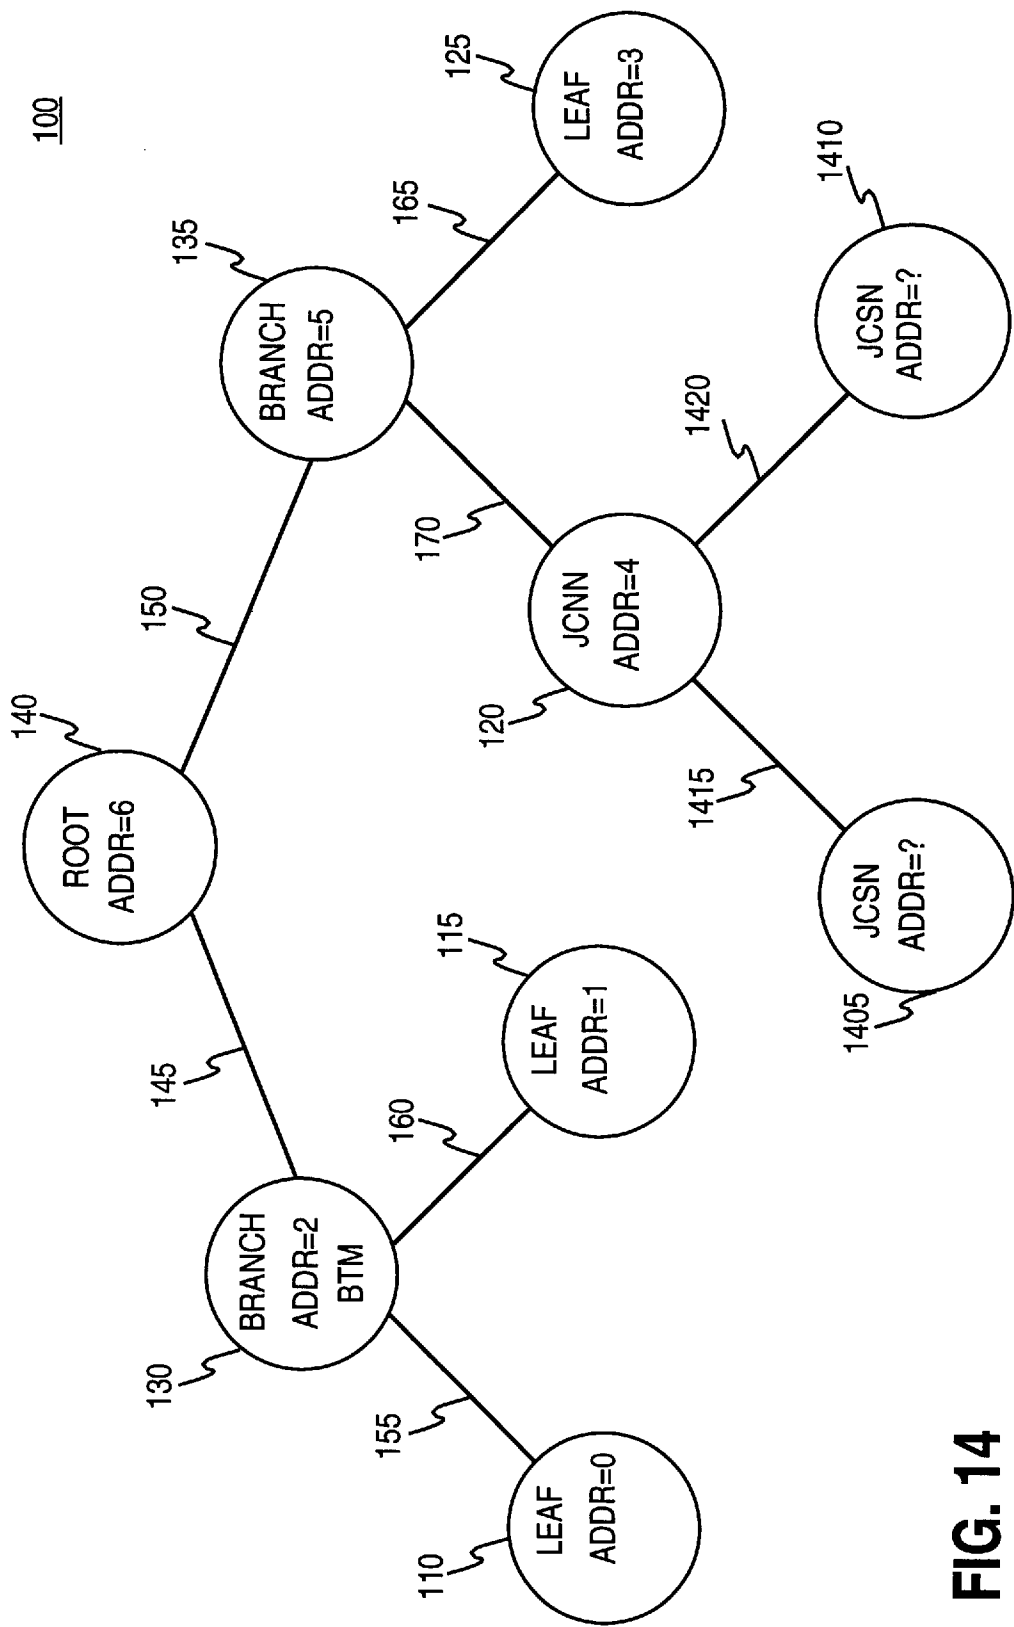 100
140
ROOT
ADDR=6
145
150
130
BRANCH
ADDR=2
BTM
135
BRANCH
ADDR=5
155
160
170
165
110
LEAF
ADDR=0
115
LEAF
ADDR=1
120
JCNN
ADDR=4
125
LEAF
ADDR=3
1415
1420
1405
JCSN
ADDR=?
1410
JCSN
ADDR=?
FIG. 14